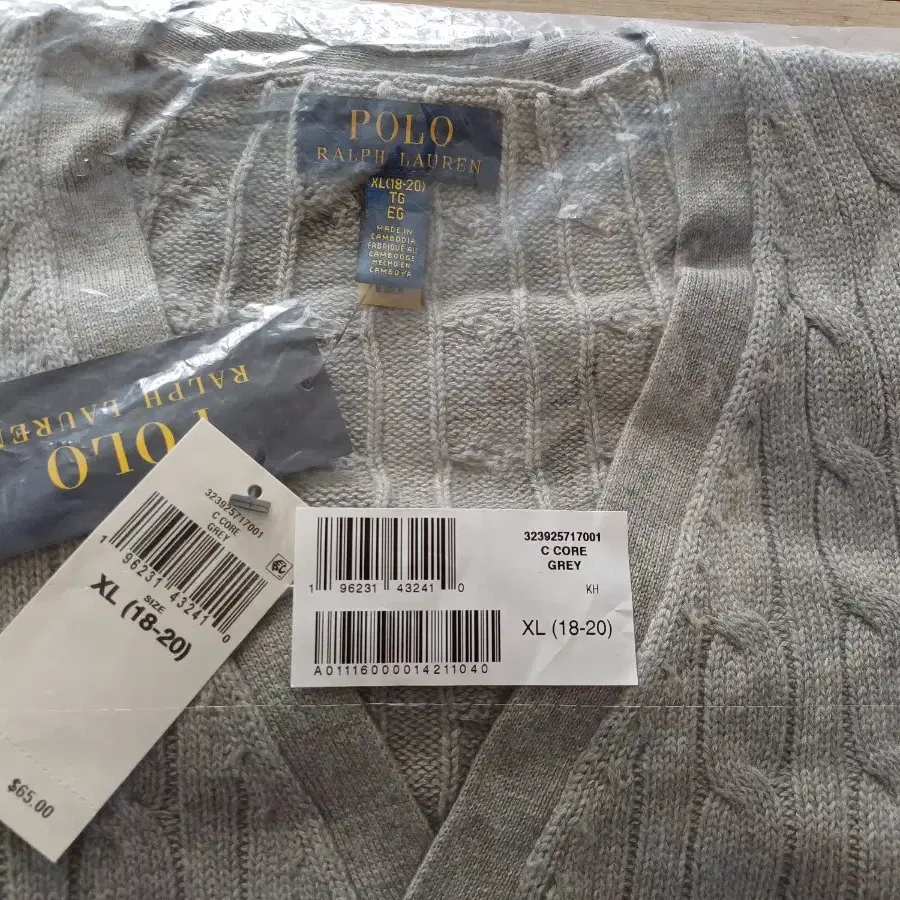 POLO
RALPH LAUREN
XL(18-20)
TG
EG
MADE IN
CAMBODIA
FABRIQUÉ AU
CAMBODGE
HECHO EN
CAMBOYA
POLO
RALPH LAUREN
323925717001
C CORE
GREY
1 96231 43241 0
SIZE
XL (18-20)
$65.00
1 96231 43241 0
323925717001
C CORE
GREY
KH
A01116000014211040
XL (18-20)